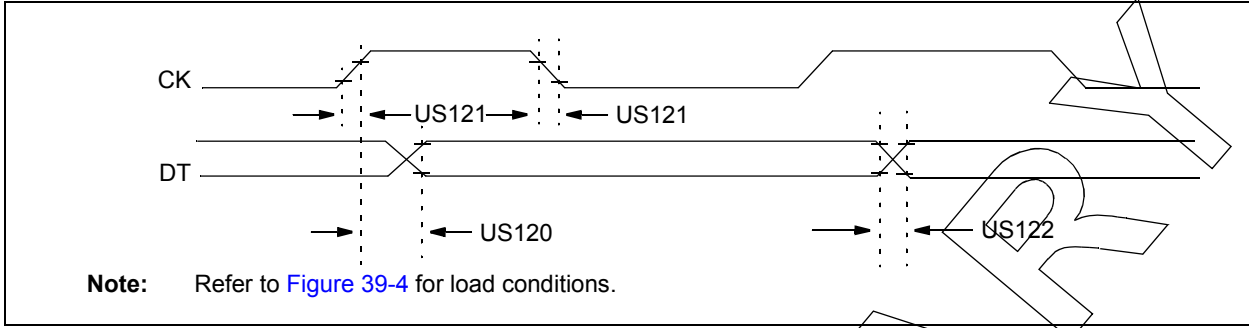 CK
US121 US121
DT
US120 US122
Note: Refer to Figure 39-4 for load conditions.
R Y